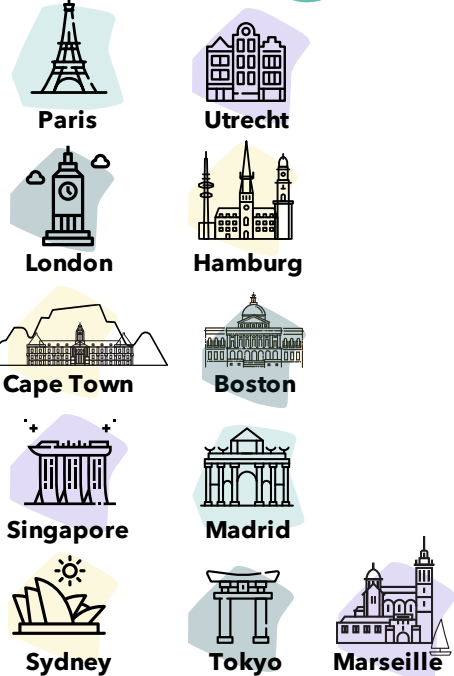 Paris
Utrecht
London
Hamburg
Cape Town
Boston
Singapore
Madrid
Sydney
Tokyo
Marseille